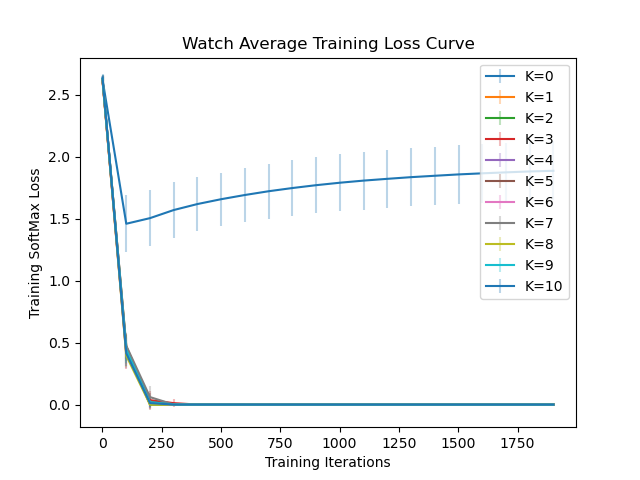 Watch Average Training Loss Curve
Training SoftMax Loss
2.5
2.0
1.5
1.0
0.5
0.0
K=0
K=1
K=2
K=3
K=4
K=5
K=6
K=7
K=8
K=9
K=10
0
250
500
750
1000
1250
1500
1750
Training Iterations